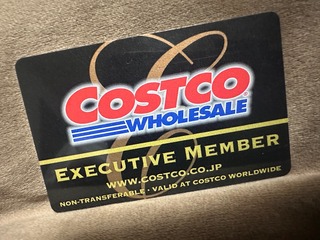 COSTCO
WHOLESALE
EXECUTIVE MEMBER
WWW.COSTCO.CO.JP
NON-TRANSFERABLE · VALID AT COSTCO WORLDWIDE